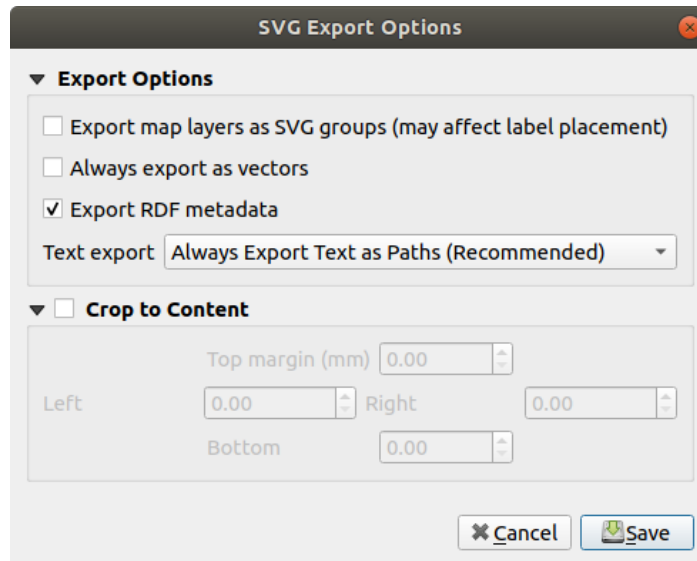 SVG Export Options
Export Options
Export map layers as SVG groups (may affect label placement)
Always export as vectors
Export RDF metadata
Text export Always Export Text as Paths (Recommended)
Crop to Content
Top margin (mm) 0.00
Left 0.00 Right 0.00
Bottom 0.00
Cancel Save